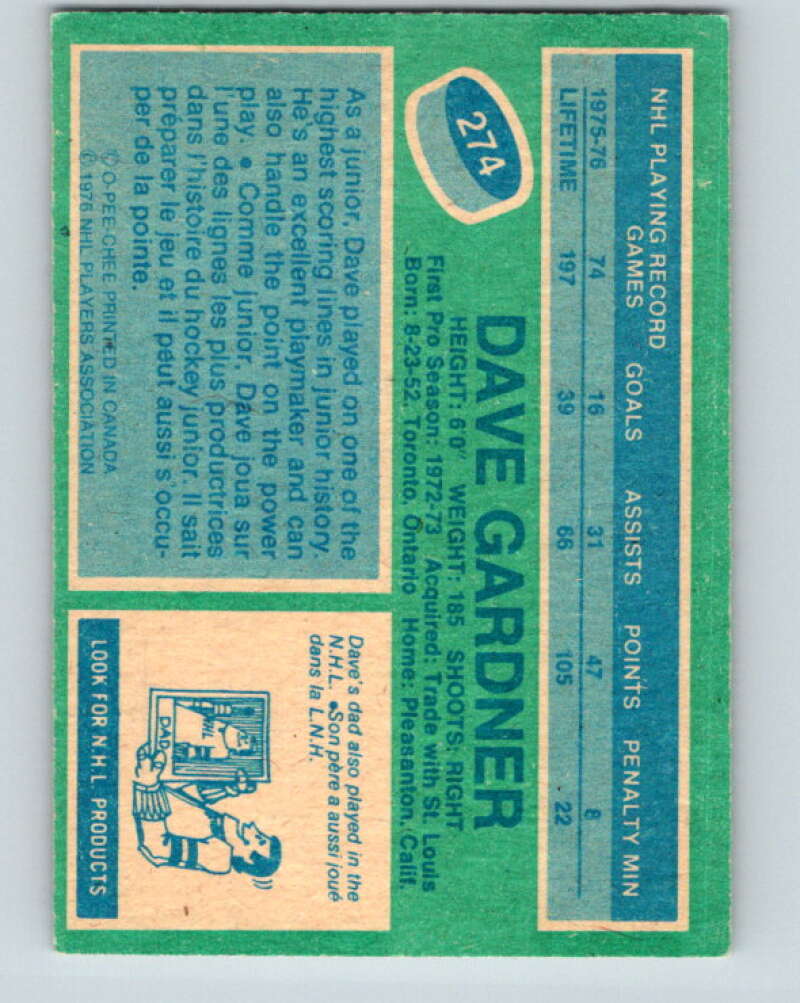 NHL PLAYING RECORD
GAMES GOALS ASSISTS POINTS PENALTY MIN
1975-76 74 16 31 47 8
LIFETIME 197 39 66 105 22
274
DAVE GARDNER
HEIGHT: 6'0" WEIGHT: 185 SHOOTS: RIGHT
First Pro Season: 1972-73 Acquired: Trade with St. Louis
Born: 8-23-52, Toronto, Ontario Home: Pleasanton, Calif.
As a junior, Dave played on one of the
highest scoring lines in junior history
He's an excellent playmaker and can
also handle the point on the power
play. • Comme junior, Dave joua sur
l'une des lignes les plus productrices
dans l'histoire du hockey junior. Il sait
préparer le jeu et il peut aussi s'occu-
per de la pointe.
© O-PEE-CHEE PRINTED IN CANADA
© 1976 NHL PLAYERS ASSOCIATION
Dave's dad also played in the
N.H.L. •Son père a aussi joué
dans la L.N.H.
NHL
DAD
LOOK FOR N.H.L. PRODUCTS